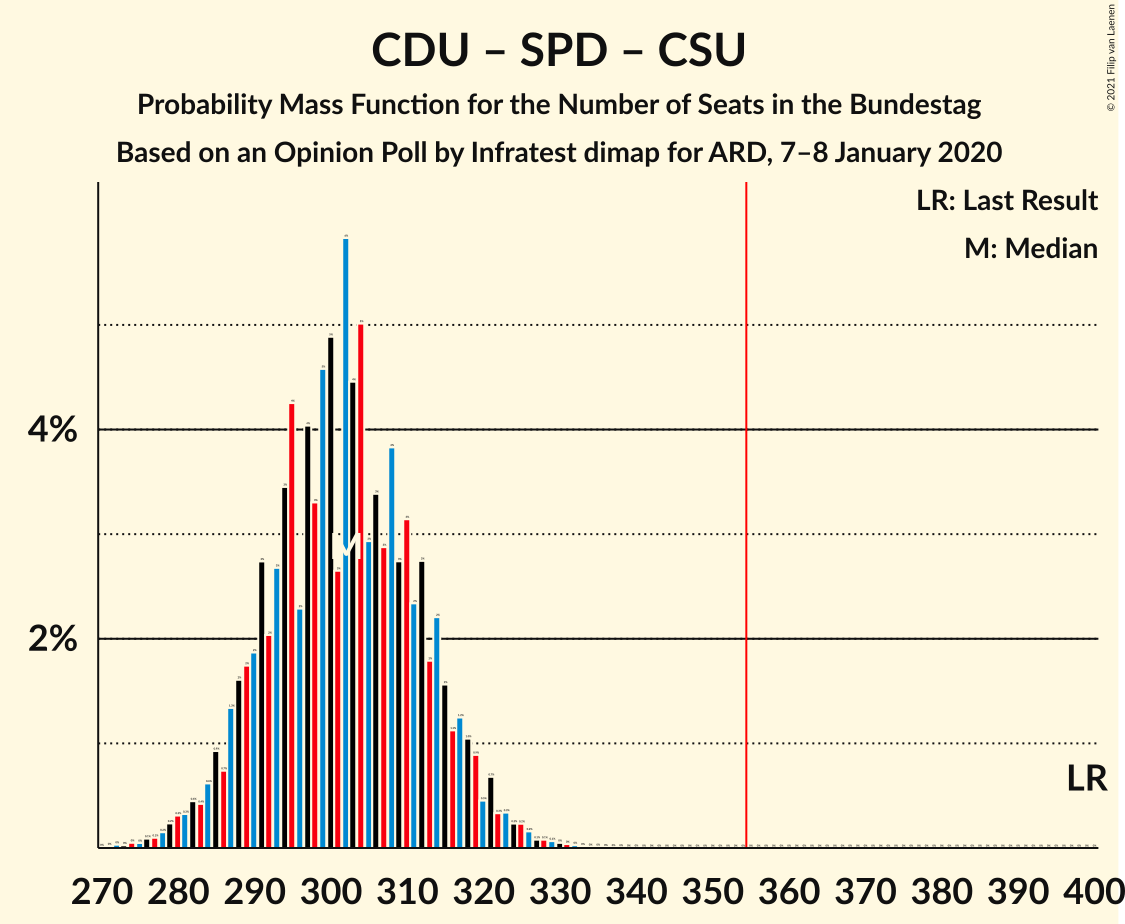 CDU – SPD – CSU
Probability Mass Function for the Number of Seats in the Bundestag
Based on an Opinion Poll by Infratest dimap for ARD, 7–8 January 2020
© 2021 Filip van Laenen
LR: Last Result
M: Median
4%
2%
M
LR
270 280 290 300 310 320 330 340 350 360 370 380 390 400